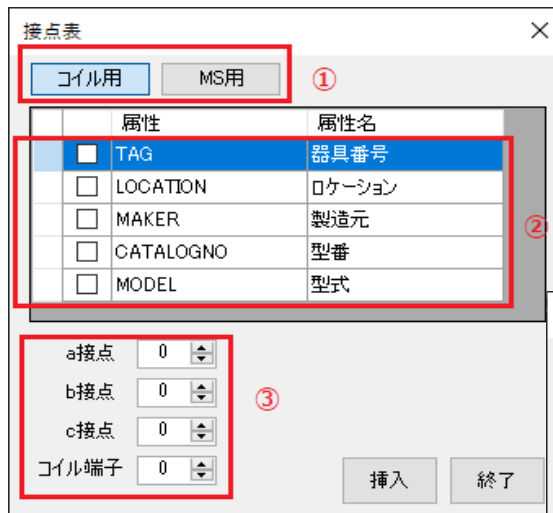 接点表
コイル用 MS用 ①
属性 属性名
TAG 器具番号
LOCATION ロケーション
MAKER 製造元
②
CATALOGNO 型番
MODEL 型式
a接点 0
b接点 0
③
c接点 0
コイル端子 0
挿入 終了